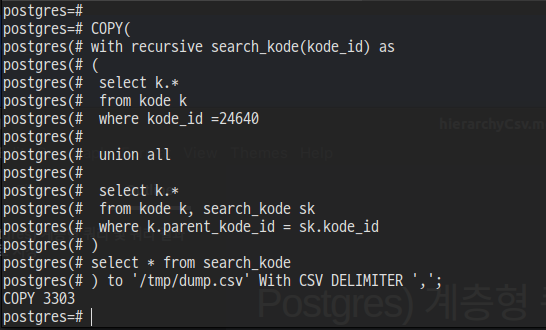 postgres=#
postgres=# COPY(
postgres(# with recursive search_kode(kode_id) as
postgres(# (
postgres(#  select k.*
postgres(#  from kode k
postgres(#  where kode_id =24640
postgres(#
postgres(#  union all
postgres(#
postgres(#  select k.*
postgres(#  from kode k, search_kode sk
postgres(#  where k.parent_kode_id = sk.kode_id
postgres(# )
postgres(# select * from search_kode
postgres(# ) to '/tmp/dump.csv' With CSV DELIMITER ',';
COPY 3303
postgres=#
hierarchyCsv.m
View Themes Help
Postgres) 계층형